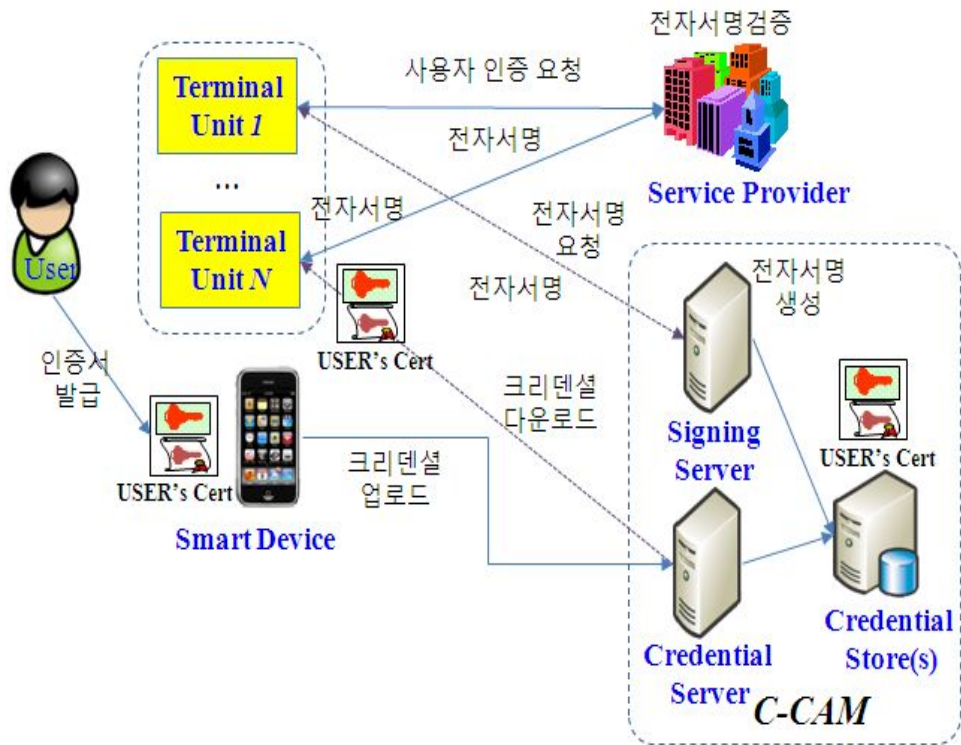 전자서명검증
사용자 인증 요청
Terminal
Unit 1
전자서명
Service Provider
...
전자서명
전자서명
요청
Terminal
Unit N
User
전자서명
생성
전자서명
USER's Cert
인증서
발급
크리덴셜
다운로드
Signing
Server
USER's Cert
크리덴셜
업로드
USER's Cert
Smart Device
Credential
Server
Credential
Store(s)
C-CAM